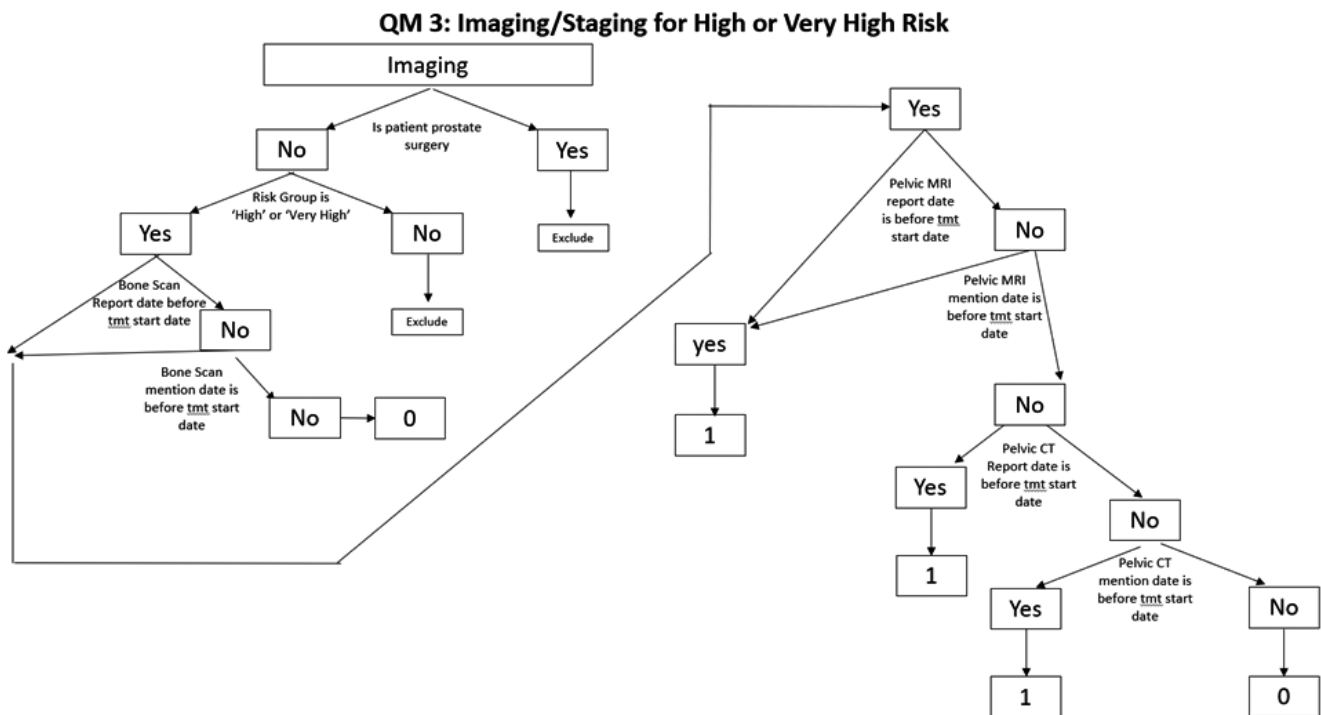 QM 3: Imaging/Staging for High or Very High Risk
Imaging
Is patient prostate
surgery
No
Yes
Risk Group is
‘High’ or ‘Very High’
Exclude
Yes
No
Exclude
Bone Scan
Report date before
tmt start date
No
Bone Scan
mention date is
before tmt start
date
No
0
Yes
Pelvic MRI
report date
is before tmt
start date
No
Pelvic MRI
mention date is
before tmt start
date
yes
1
No
Pelvic CT
Report date is
before tmt start
date
Yes
1
No
Pelvic CT
mention date is
before tmt start
date
Yes
1
No
0